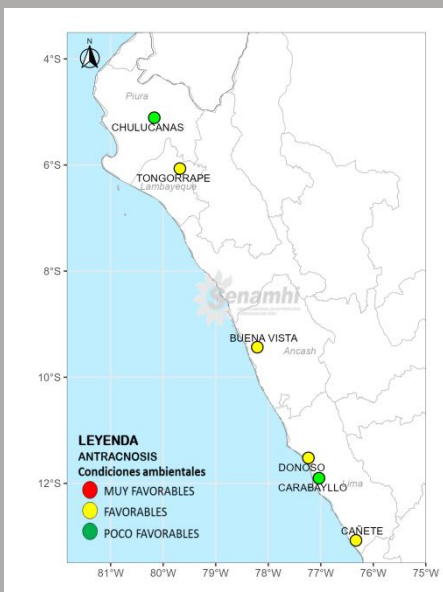 N
4°S
Piura
CHULUCANAS
6°S
TONGORRAPE
Lambayeque
8°S
Senamhi
BUENA VISTA
Ancash
10°S
LEYENDA
ANTRACNOSIS
Condiciones ambientales
MUY FAVORABLES
FAVORABLES
POCO FAVORABLES
DONOSO
CARABAYLLO
Lima
12°S
CAÑETE
81°W 80°W 79°W 78°W 77°W 76°W 75°W